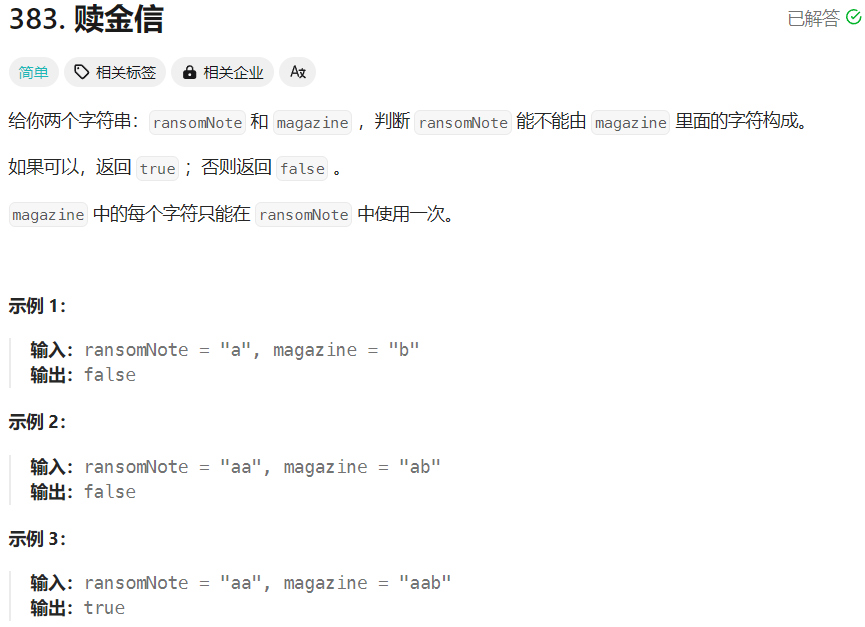 383. 赎金信
已解答
简单 相关标签 相关企业 Aあ
给你两个字符串：ransomNote 和 magazine ，判断 ransomNote 能不能由 magazine 里面的字符构成。
如果可以，返回 true ；否则返回 false 。
magazine 中的每个字符只能在 ransomNote 中使用一次。
示例 1：
输入：ransomNote = "a", magazine = "b"
输出：false
示例 2：
输入：ransomNote = "aa", magazine = "ab"
输出：false
示例 3：
输入：ransomNote = "aa", magazine = "aab"
输出：true